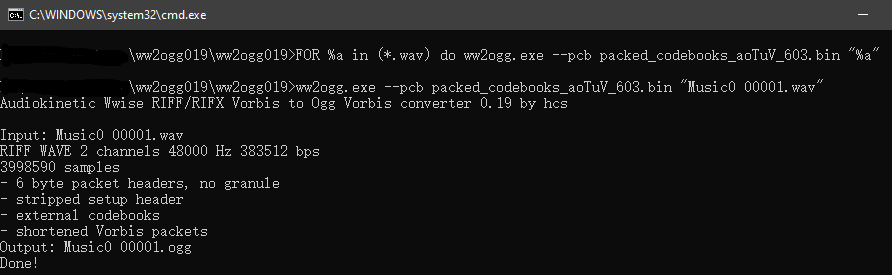 C:\WINDOWS\system32\cmd.exe
\ww2ogg019\ww2ogg019>FOR %a in (*.wav) do ww2ogg.exe --pcb packed_codebooks_aoTuV_603.bin "%a"
\ww2ogg019\ww2ogg019>ww2ogg.exe --pcb packed_codebooks_aoTuV_603.bin "Music0 00001.wav"
Audiokinetic Wwise RIFF/RIFX Vorbis to Ogg Vorbis converter 0.19 by hcs
Input: Music0 00001.wav
RIFF WAVE 2 channels 48000 Hz 383512 bps
3998590 samples
- 6 byte packet headers, no granule
- stripped setup header
- external codebooks
- shortened Vorbis packets
Output: Music0 00001.ogg
Done!